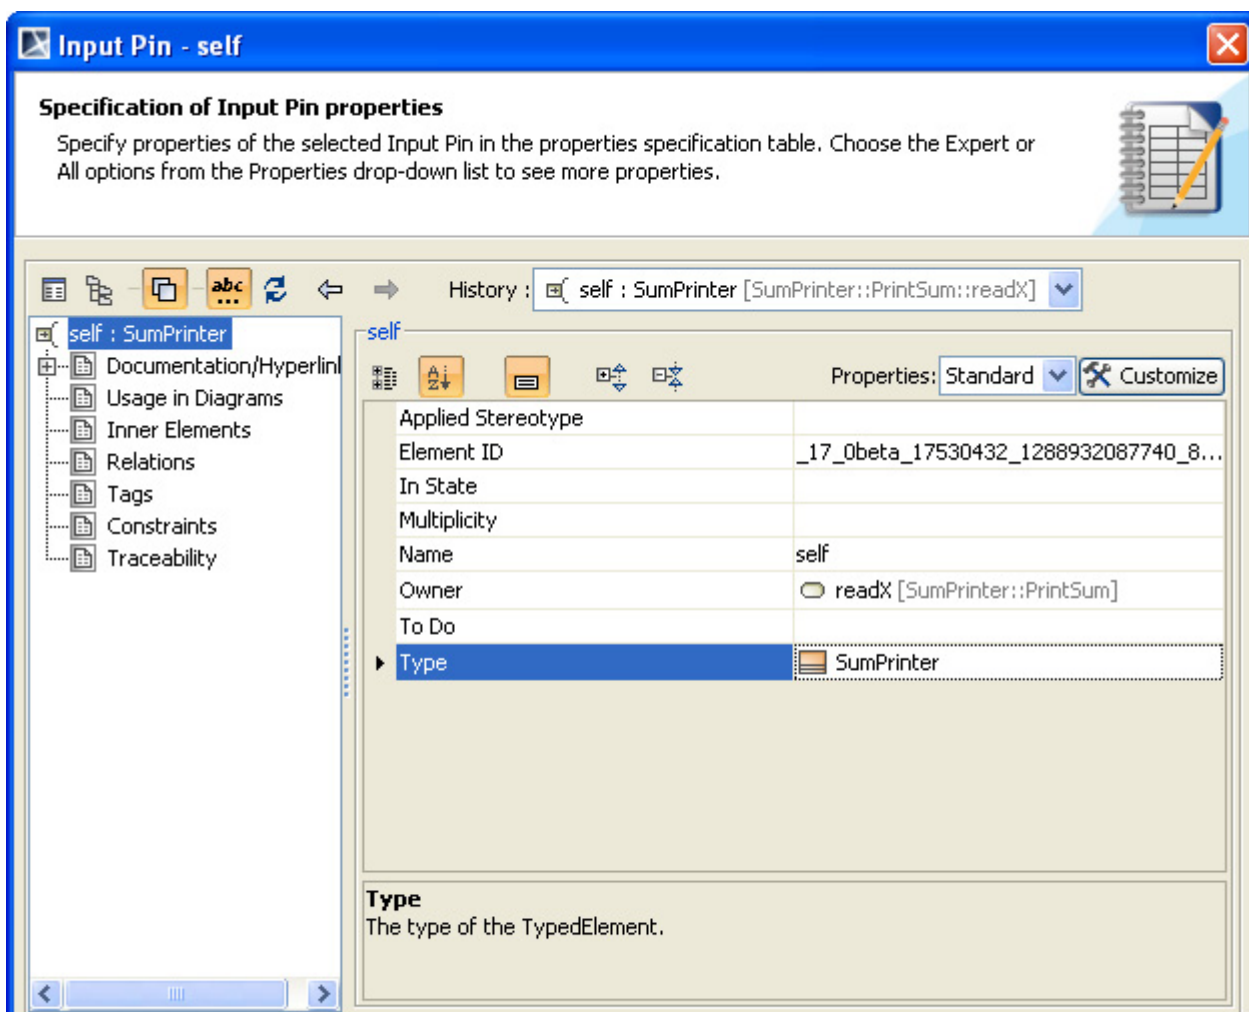 Input Pin - self
Specification of Input Pin properties
Specify properties of the selected Input Pin in the properties specification table. Choose the Expert or
All options from the Properties drop-down list to see more properties.
abc
History : self : SumPrinter [SumPrinter::PrintSum::readX]
self : SumPrinter
Documentation/Hyperlinl
Usage in Diagrams
Inner Elements
Relations
Tags
Constraints
Traceability
self
Properties: Standard Customize
Applied Stereotype
Element ID _17_0beta_17530432_1288932087740_8...
In State
Multiplicity
Name self
Owner readX [SumPrinter::PrintSum]
To Do
Type SumPrinter
Type
The type of the TypedElement.